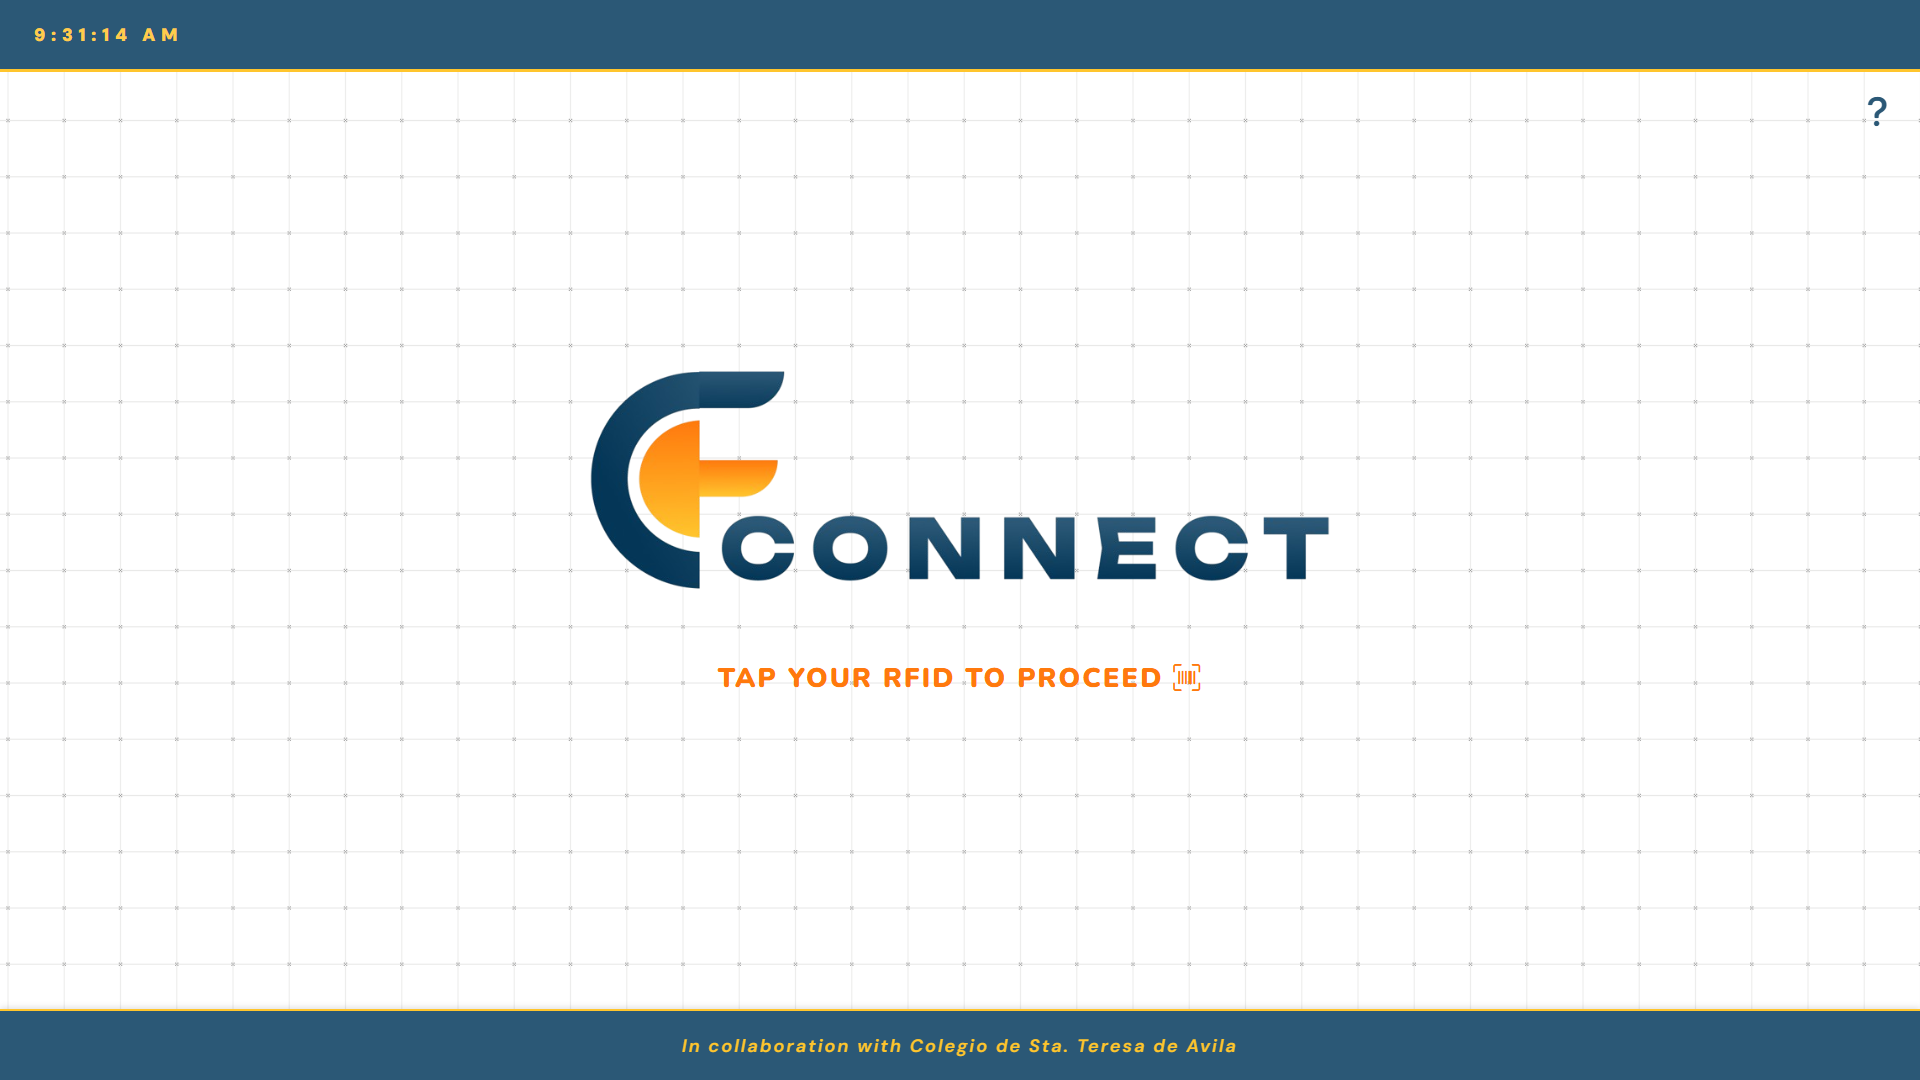 9:31:14 AM
?
CONNECT
TAP YOUR RFID TO PROCEED
In collaboration with Colegio de Sta. Teresa de Avila